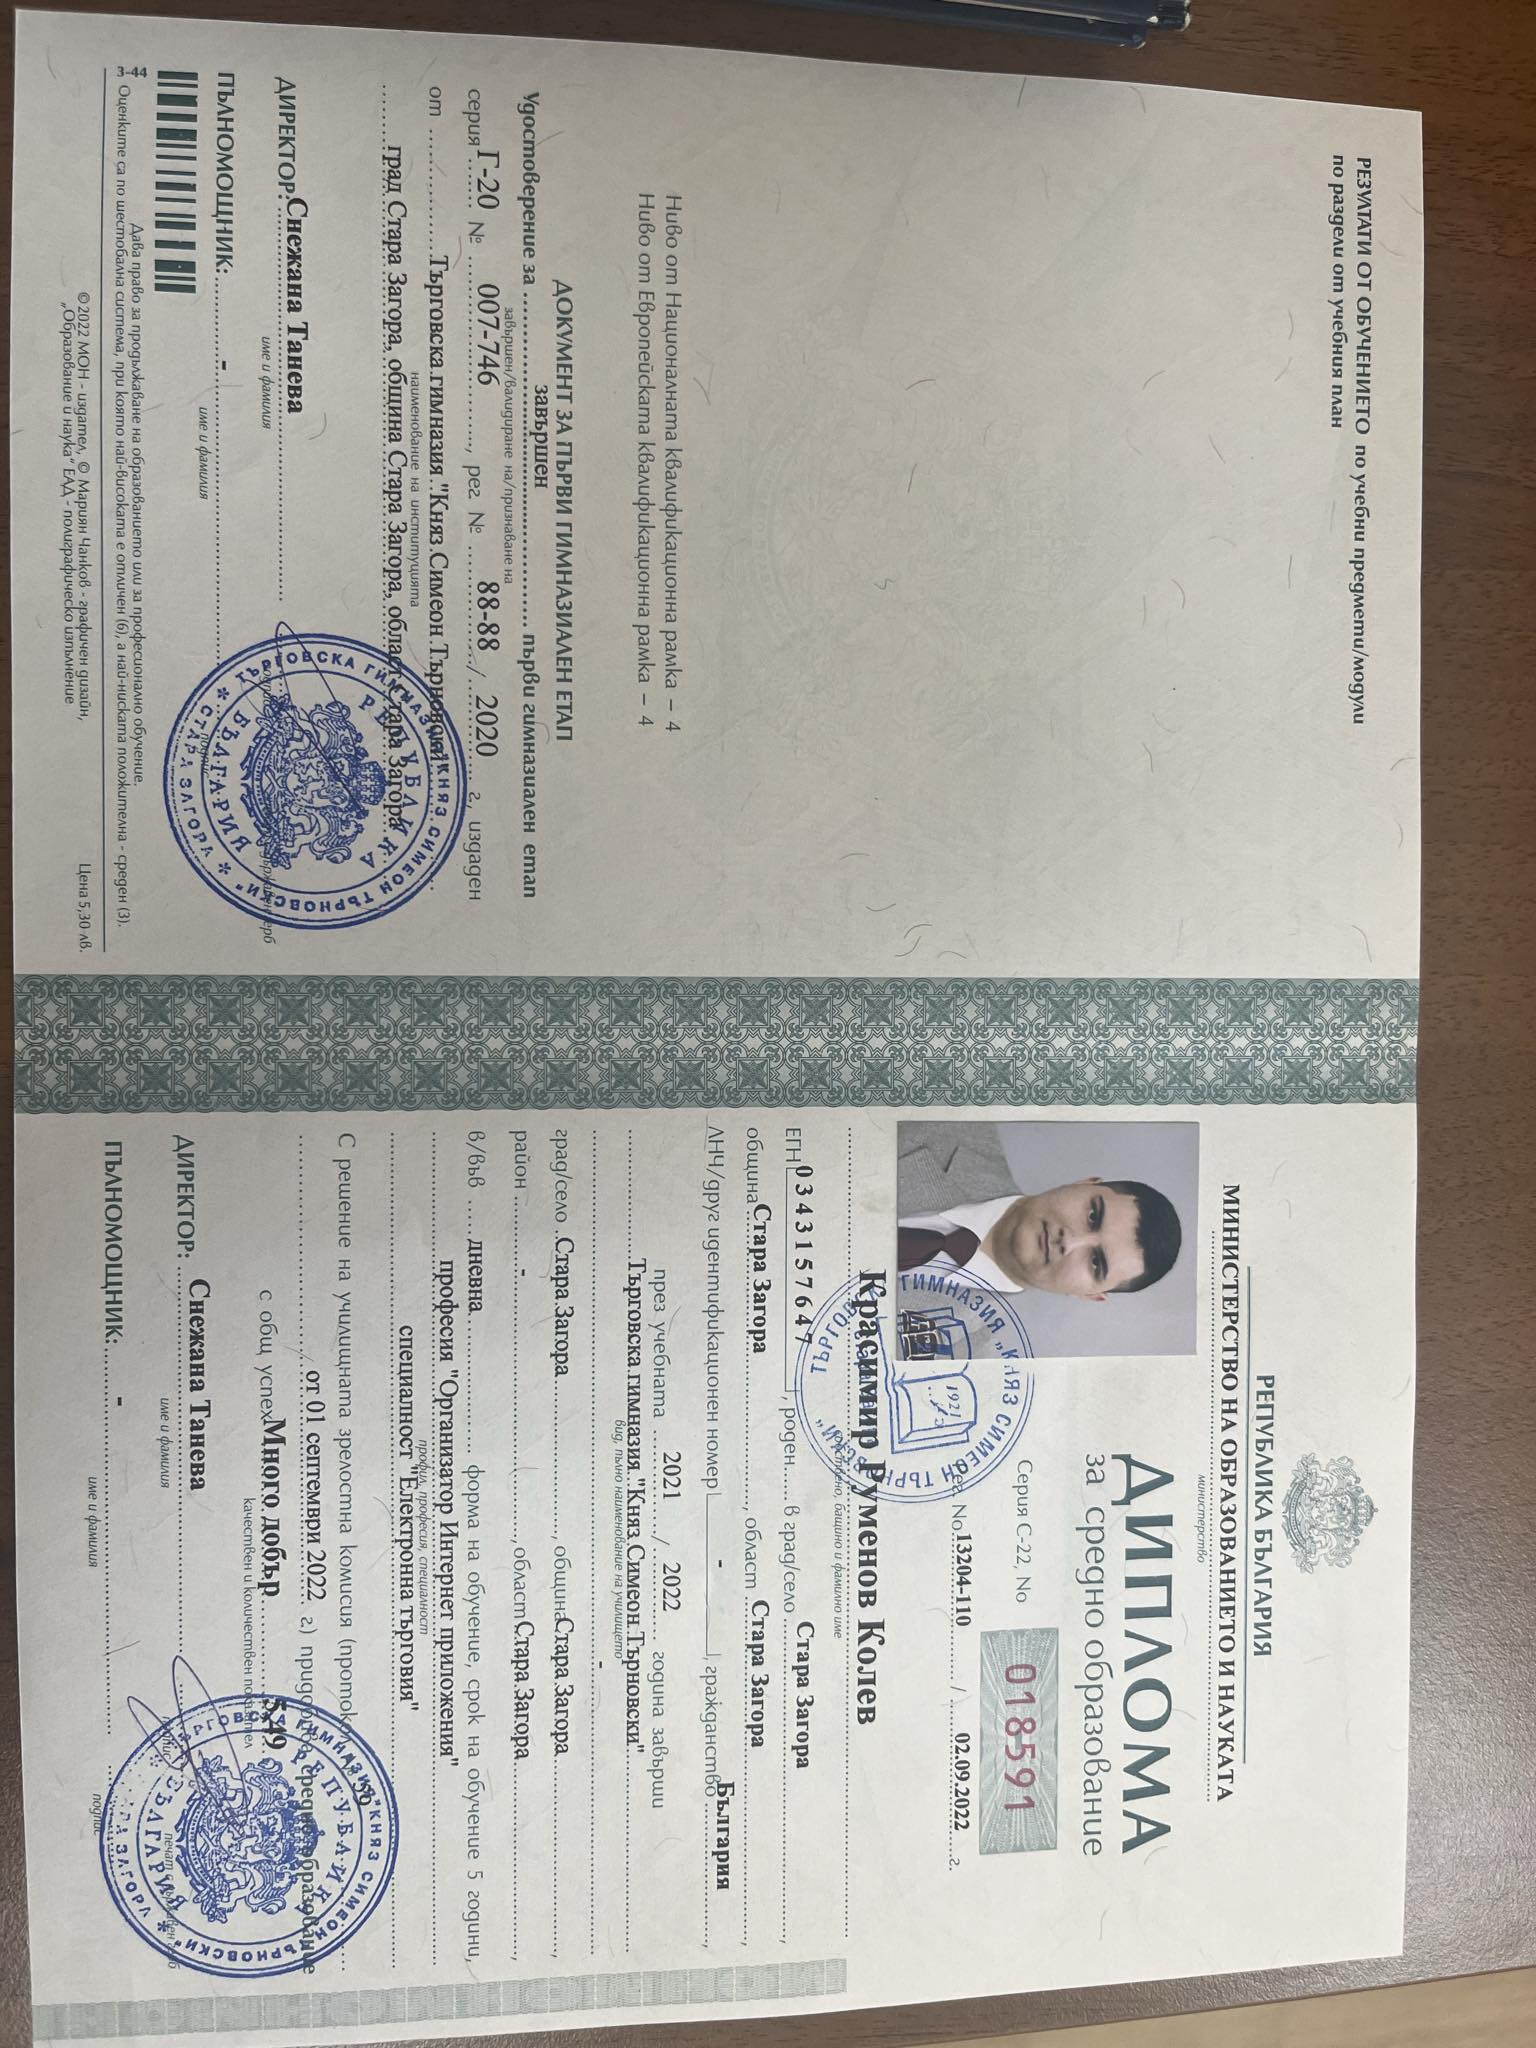 РЕЗУЛТАТИ ОТ ОБУЧЕНИЕТО по учебни предмети/модули
по раздели от учебния план
Ниво от Националната квалификационна рамка – 4
Ниво от Европейската квалификационна рамка – 4
ДОКУМЕНТ ЗА ПЪРВИ ГИМНАЗИАЛЕН ЕТАП
Удостоверение за завършен първи гимназиален етап
завършен/валидиране на/признаване на
серия Г-20 № 007-746, рег № 88-88 / 2020 г, издаден
от Търговска гимназия "Княз Симеон Търновски"
наименование на институцията
град Стара Загора, община Стара Загора, област Стара Загора
ДИРЕКТОР: Снежана Танева
име и фамилия
ПЪЛНОМОЩНИК: -
име и фамилия
подпис
ТЪРГОВСКА ГИМНАЗИЯ "КНЯЗ СИМЕОН ТЪРНОВСКИ" * СТАРА ЗАГОРА *
РЕПУБЛИКА БЪЛГАРИЯ
Дава право за продължаване на образованието или за професионално обучение.
3-44 Оценките са по шестобална система, при която най-високата е отличен (6), а най-ниската положителна - среден (3).
© 2022 МОН - издател, © Мариян Чанков - графичен дизайн,
„Образование и наука“ ЕАД - полиграфическо изпълнение
Цена 5,30 лв.
РЕПУБЛИКА БЪЛГАРИЯ
МИНИСТЕРСТВО НА ОБРАЗОВАНИЕТО И НАУКАТА
министерство
ДИПЛОМА
за средно образование
Серия С-22, No 018591
Рег. No 13204-110 / 02.09.2022 г.
ТЪРГОВСКА ГИМНАЗИЯ „КНЯЗ СИМЕОН ТЪРНОВСКИ“
1921
Красимир Руменов Колев
собствено, бащино и фамилно име
ЕГН 0343157647, роден в град/село Стара Загора,
община Стара Загора, област Стара Загора
ЛНЧ/друг идентификационен номер -, гражданство България,
през учебната 2021 / 2022 година завърши
Търговска гимназия "Княз Симеон Търновски"
вид, пълно наименование на училището
-
град/село Стара Загора, община Стара Загора,
район -, област Стара Загора,
в/във дневна форма на обучение, срок на обучение 5 години,
професия "Организатор Интернет приложения"
профил, професия, специалност
специалност "Електронна търговия"
С решение на училищната зрелостна комисия (протокол № 50
от 01 септември 2022 г.) придобива средно образование
с общ успех Много добър 5.49
качествен и количествен показател
ДИРЕКТОР: Снежана Танева
име и фамилия
подпис
печат с държавен герб
ПЪЛНОМОЩНИК: -
име и фамилия
подпис
ТЪРГОВСКА ГИМНАЗИЯ "КНЯЗ СИМЕОН ТЪРНОВСКИ" * СТАРА ЗАГОРА *
РЕПУБЛИКА БЪЛГАРИЯ